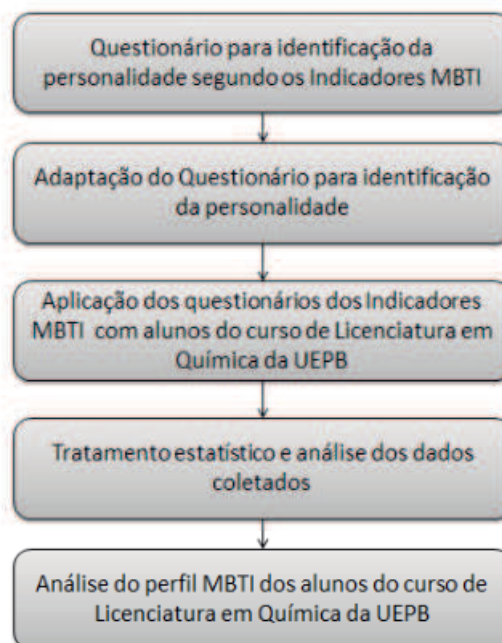 Questionário para identificação da
personalidade segundo os Indicadores MBTI
Adaptação do Questionário para identificação
da personalidade
Aplicação dos questionários dos Indicadores
MBTI com alunos do curso de Licenciatura em
Química da UEPB
Tratamento estatístico e análise dos dados
coletados
Análise do perfil MBTI dos alunos do curso de
Licenciatura em Química da UEPB